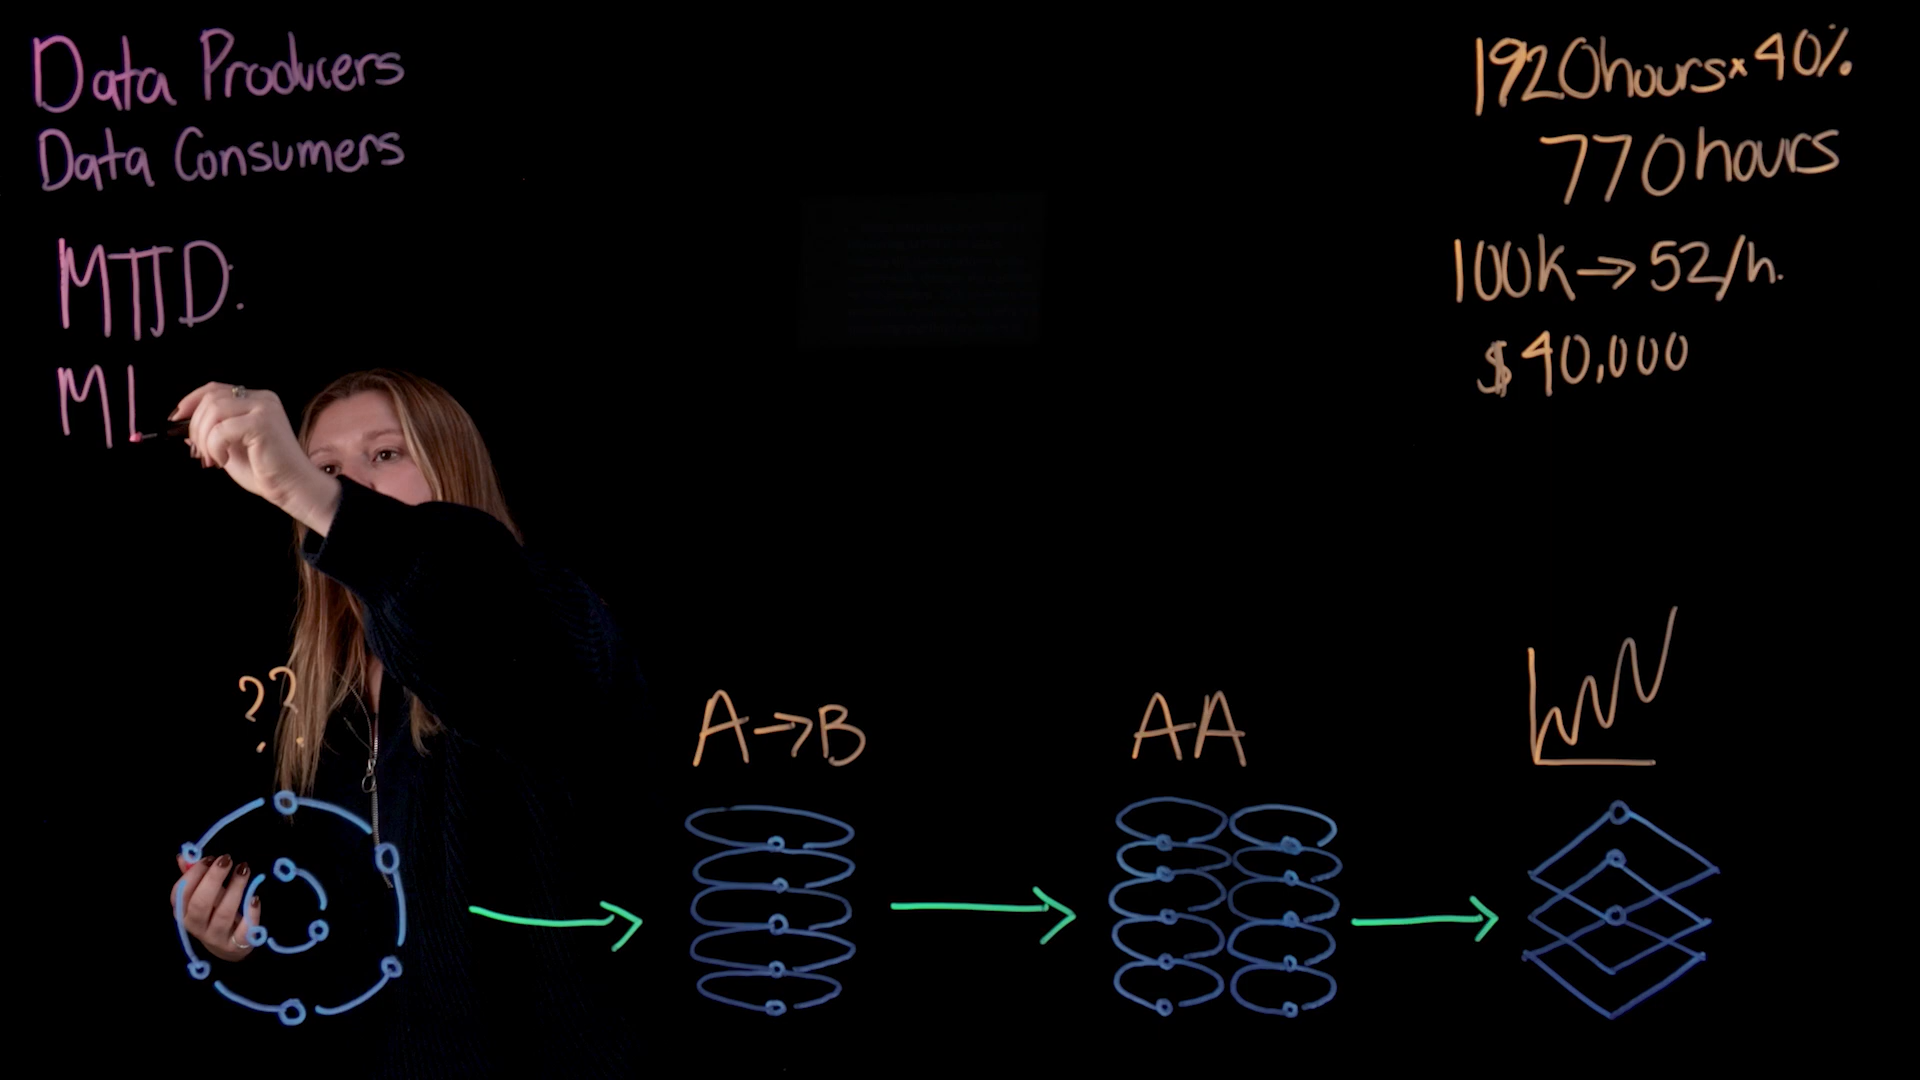 Data Producers
Data Consumers
MTTD:
ML
1920hours × 40%
770hours
100K → 52/h.
$40,000
??
A→B
AA